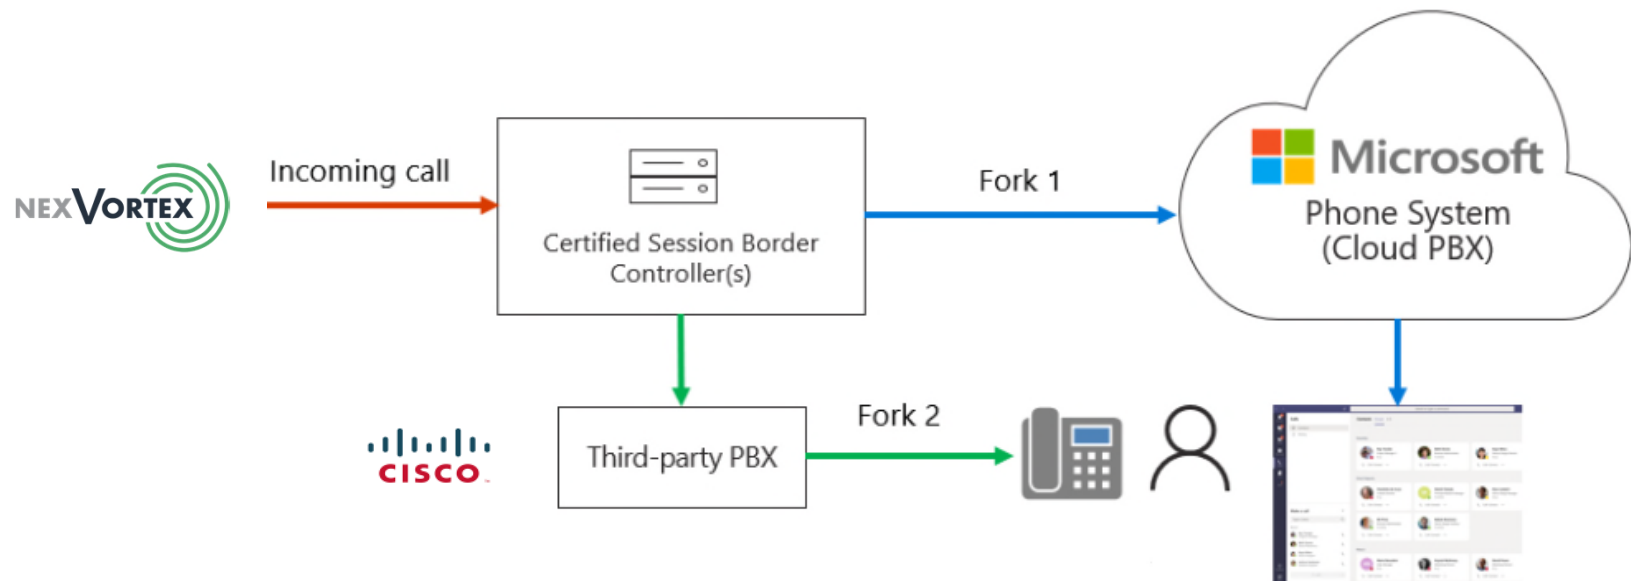 NEXVORTEX
Incoming call
Certified Session Border
Controller(s)
Fork 1
Microsoft
Phone System
(Cloud PBX)
CISCO
Third-party PBX
Fork 2